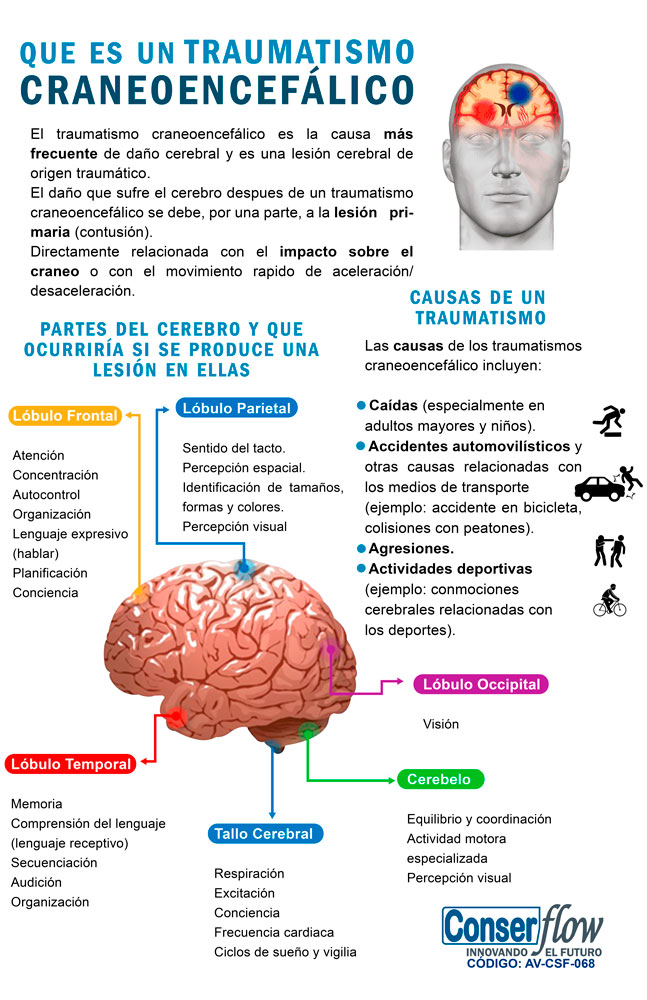 QUE ES UN TRAUMATISMO
CRANEOENCEFÁLICO
El traumatismo craneoencefálico es la causa más
frecuente de daño cerebral y es una lesión cerebral de
origen traumático.
El daño que sufre el cerebro despues de un traumatismo
craneoencefálico se debe, por una parte, a la lesión pri-
maria (contusión).
Directamente relacionada con el impacto sobre el
craneo o con el movimiento rapido de aceleración/
desaceleración.
CAUSAS DE UN
TRAUMATISMO
Las causas de los traumatismos
craneoencefálico incluyen:
Caídas (especialmente en
adultos mayores y niños).
Accidentes automovilísticos y
otras causas relacionadas con
los medios de transporte
(ejemplo: accidente en bicicleta,
colisiones con peatones).
Agresiones.
Actividades deportivas
(ejemplo: conmociones
cerebrales relacionadas con
los deportes).
PARTES DEL CEREBRO Y QUE
OCURRIRÍA SI SE PRODUCE UNA
LESIÓN EN ELLAS
Lóbulo Frontal
Atención
Concentración
Autocontrol
Organización
Lenguaje expresivo
(hablar)
Planificación
Conciencia
Lóbulo Parietal
Sentido del tacto.
Percepción espacial.
Identificación de tamaños,
formas y colores.
Percepción visual
Lóbulo Occipital
Visión
Lóbulo Temporal
Memoria
Comprensión del lenguaje
(lenguaje receptivo)
Secuenciación
Audición
Organización
Tallo Cerebral
Respiración
Excitación
Conciencia
Frecuencia cardiaca
Ciclos de sueño y vigilia
Cerebelo
Equilibrio y coordinación
Actividad motora
especializada
Percepción visual
Conserflow
INNOVANDO EL FUTURO
CÓDIGO: AV-CSF-068